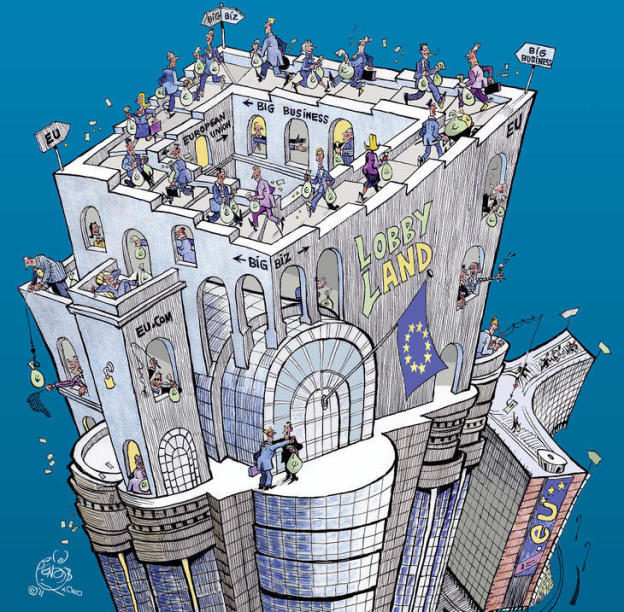 BIG BIZ
BIG
BUSINESS
EU
← BIG BUSINESS
EUROPEAN
UNION →
EU
← BIG BIZ →
LOBBY
LAND
EU.COM
.eu